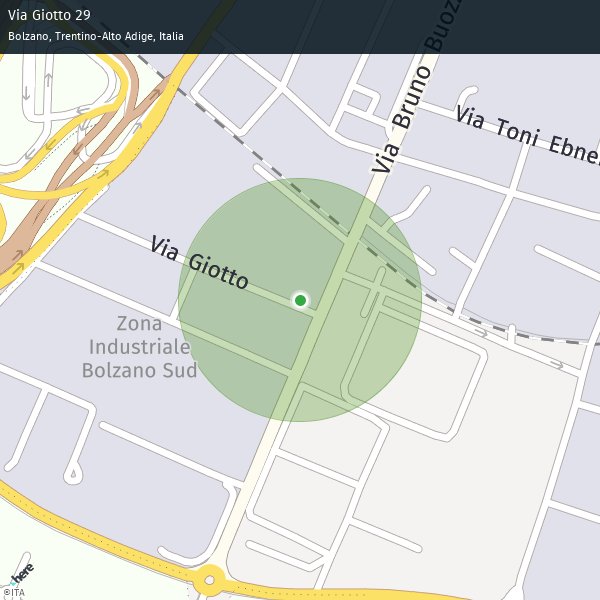 Via Giotto 29
Bolzano, Trentino-Alto Adige, Italia
Via Bruno Buozz
Via Toni Ebner
Via Giotto
Zona
Industriale
Bolzano Sud
here
©ITA